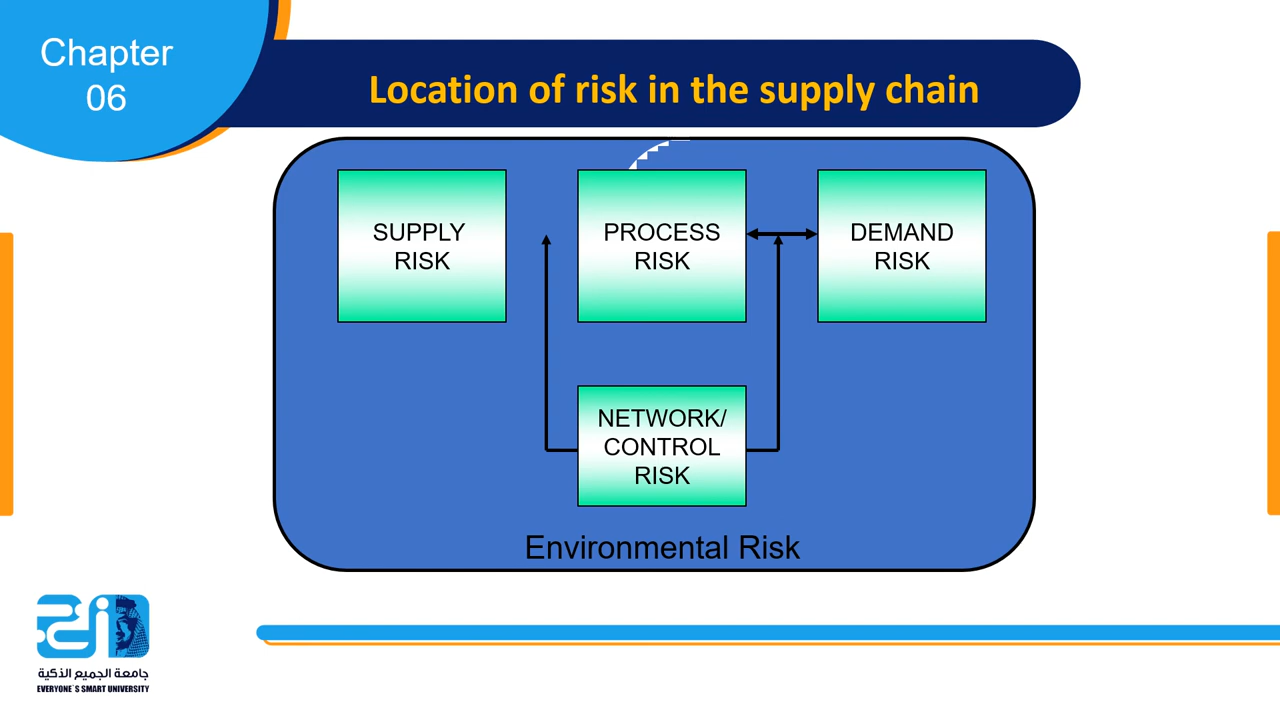 Chapter
06
Location of risk in the supply chain
SUPPLY
RISK
PROCESS
RISK
DEMAND
RISK
NETWORK/
CONTROL
RISK
Environmental Risk
جامعة الجميع الذكية
EVERYONE`S SMART UNIVERSITY